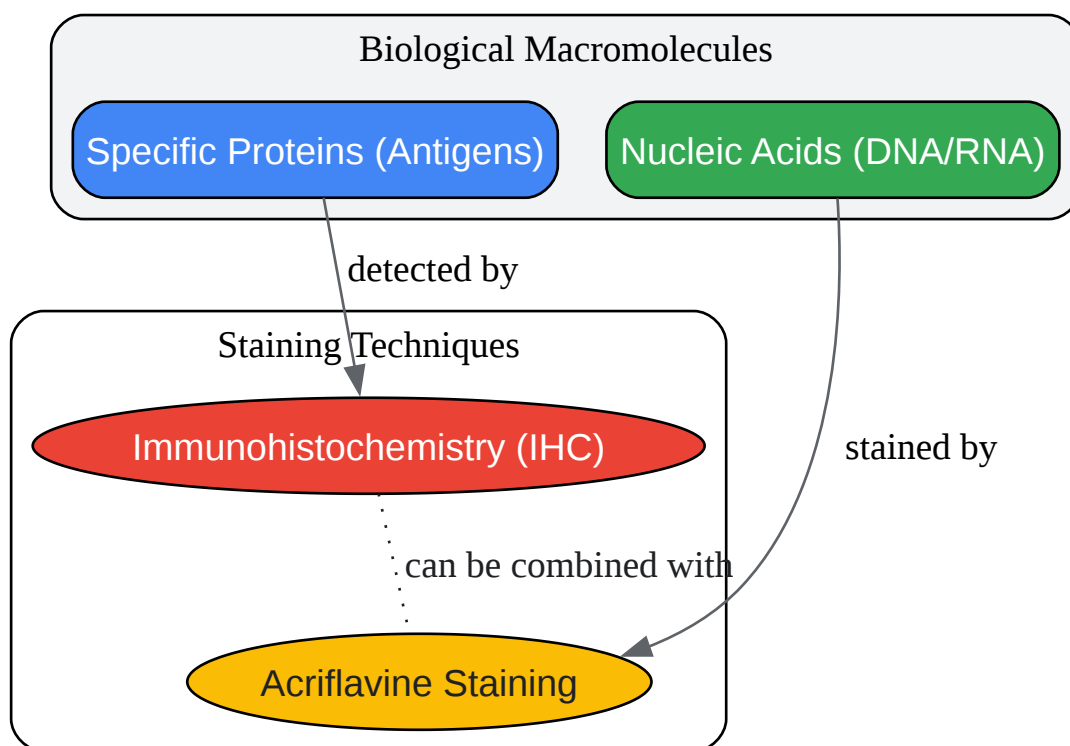 Biological Macromolecules
Specific Proteins (Antigens)
Nucleic Acids (DNA/RNA)
detected by
Staining Techniques
Immunohistochemistry (IHC)
stained by
can be combined with
Acriflavine Staining